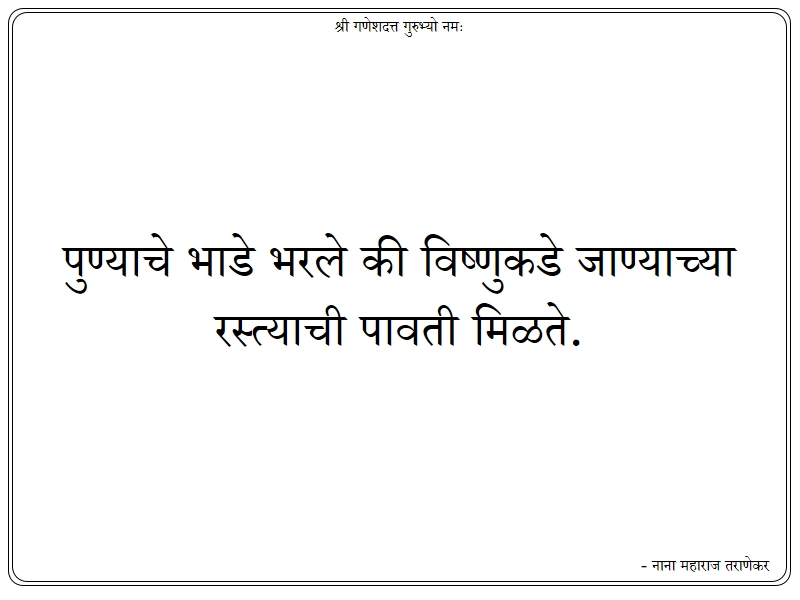 श्री गणेशदत्त गुरुभ्यो नमः
पुण्याचे भाडे भरले की विष्णुकडे जाण्याच्या
रस्त्याची पावती मिळते.
- नाना महाराज तराणेकर